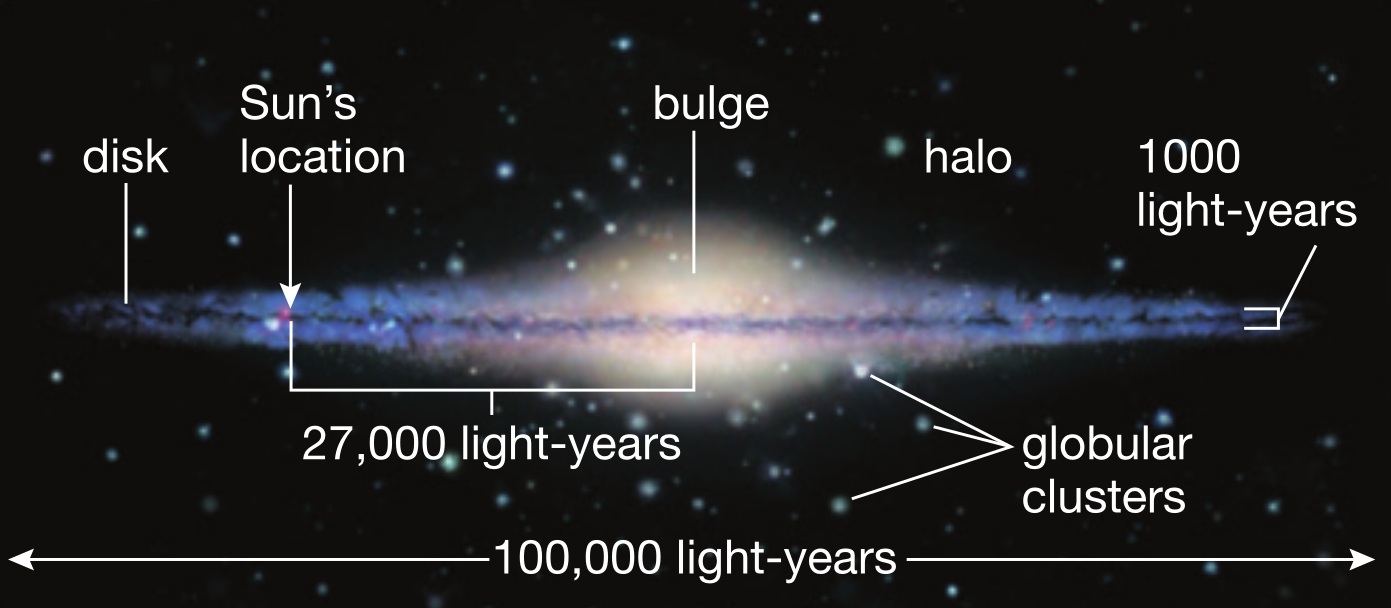 disk
Sun’s
location
bulge
halo
1000
light-years
27,000 light-years
globular
clusters
100,000 light-years